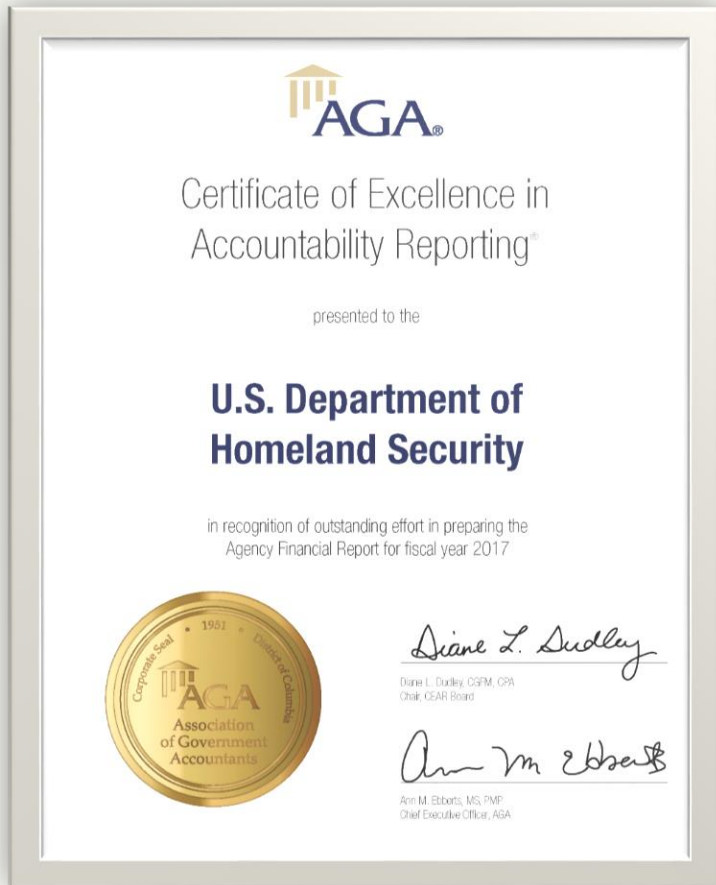 AGA®
Certificate of Excellence in
Accountability Reporting®
presented to the
U.S. Department of
Homeland Security
in recognition of outstanding effort in preparing the
Agency Financial Report for fiscal year 2017
Corporate Seal • 1951 • District of Columbia
AGA
Association
of Government
Accountants
Diane L. Dudley
Diane L. Dudley, CGFM, CPA
Chair, CEAR Board
Ann M Ebberts
Ann M. Ebberts, MS, PMP
Chief Executive Officer, AGA